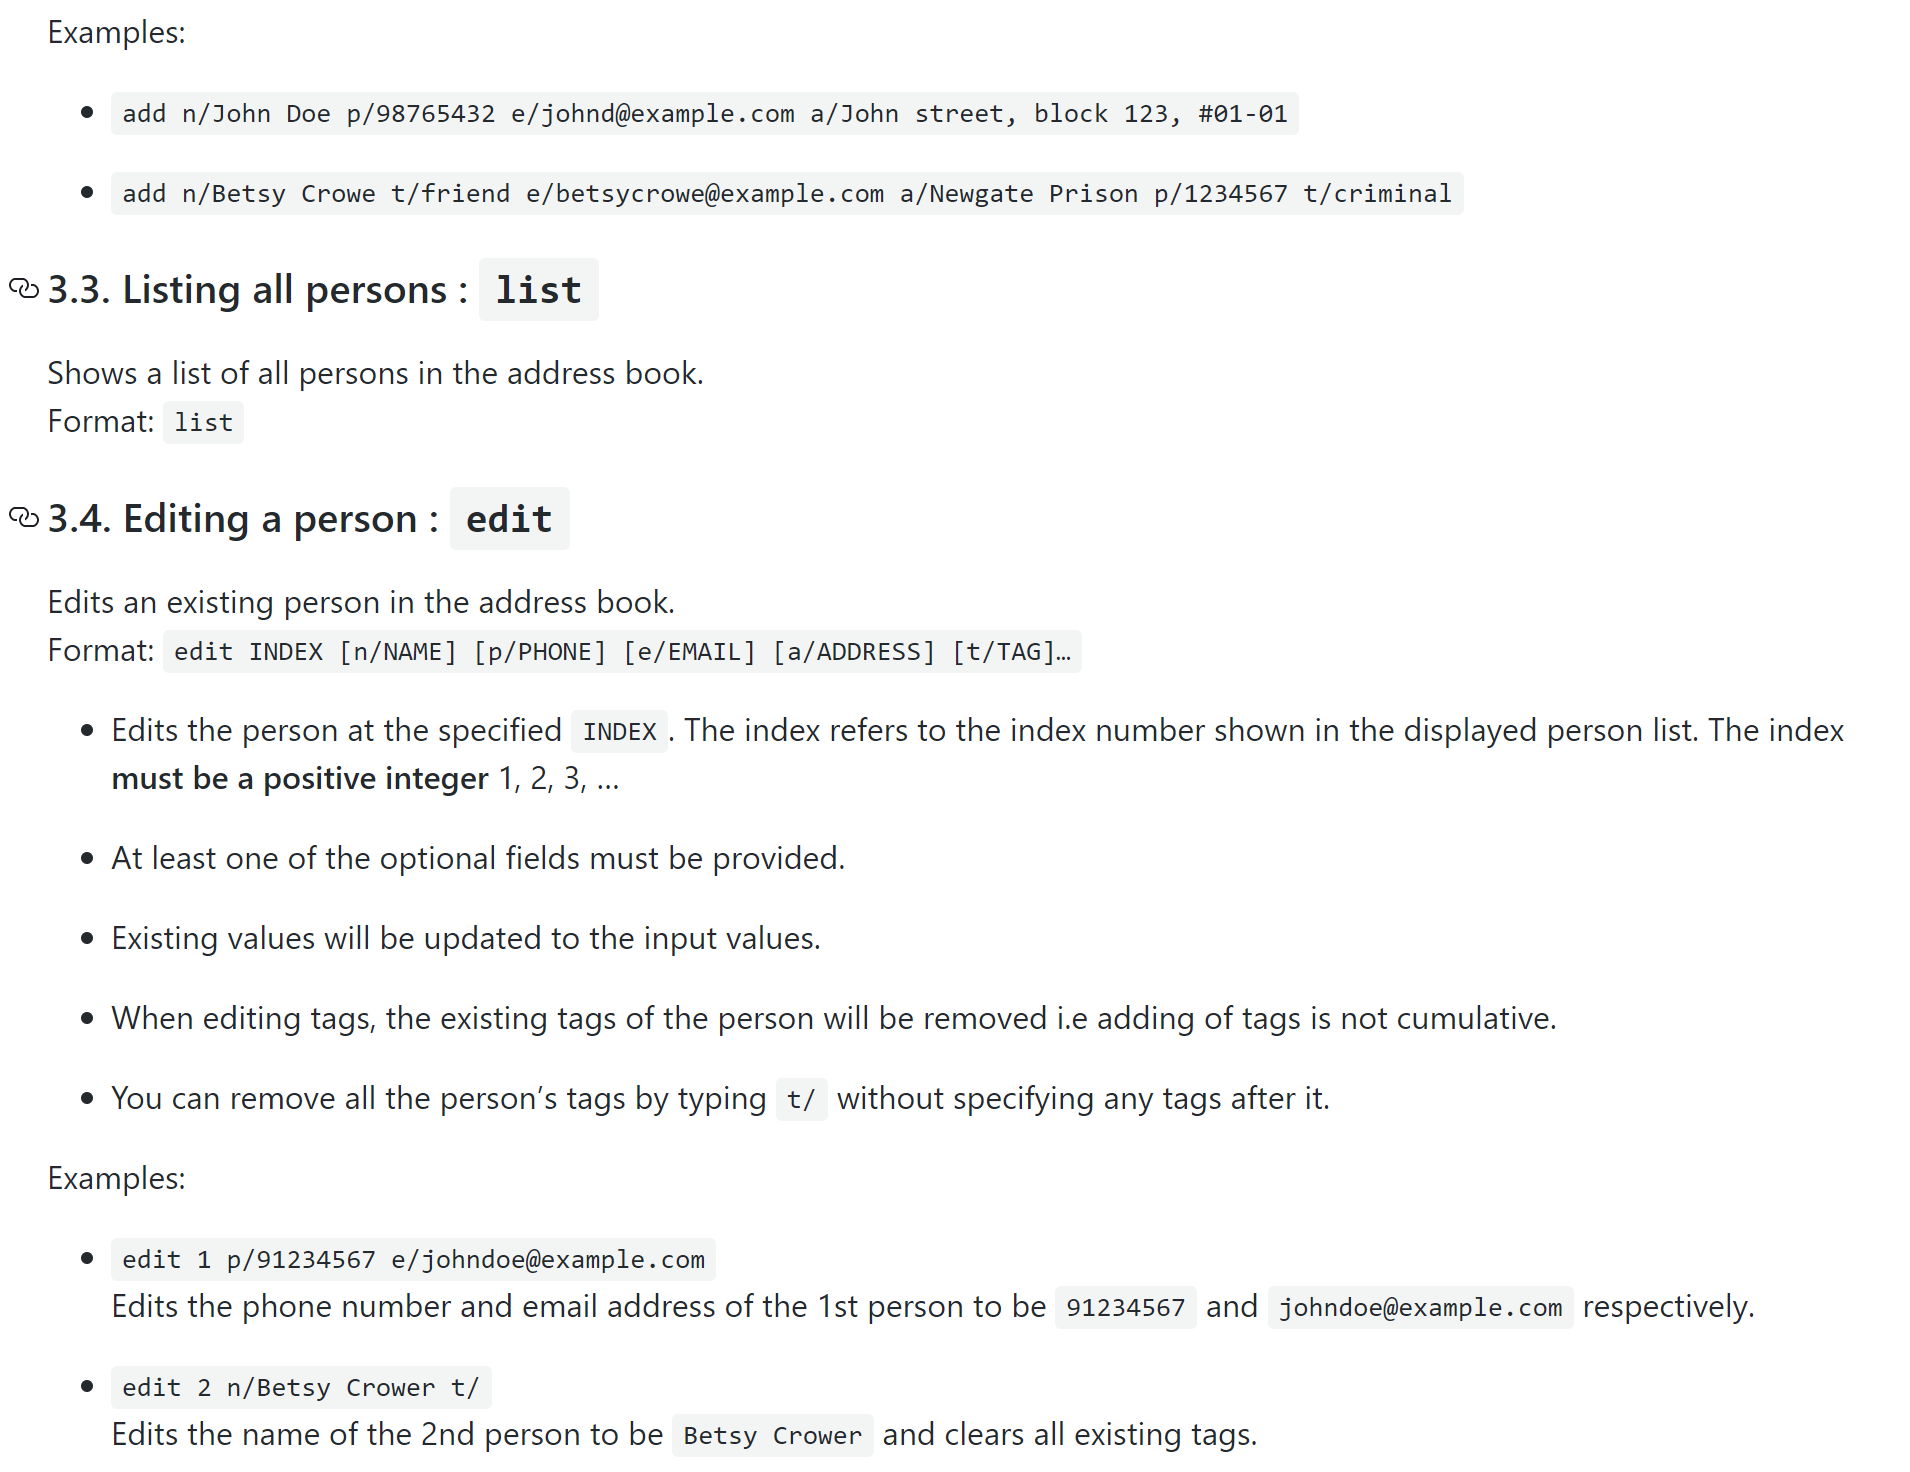 Examples:
add n/John Doe p/98765432 e/johnd@example.com a/John street, block 123, #01-01
add n/Betsy Crowe t/friend e/betsycrowe@example.com a/Newgate Prison p/1234567 t/criminal
3.3. Listing all persons : list
Shows a list of all persons in the address book.
Format: list
3.4. Editing a person : edit
Edits an existing person in the address book.
Format: edit INDEX [n/NAME] [p/PHONE] [e/EMAIL] [a/ADDRESS] [t/TAG]…
Edits the person at the specified INDEX. The index refers to the index number shown in the displayed person list. The index
must be a positive integer 1, 2, 3, …
At least one of the optional fields must be provided.
Existing values will be updated to the input values.
When editing tags, the existing tags of the person will be removed i.e adding of tags is not cumulative.
You can remove all the person’s tags by typing t/ without specifying any tags after it.
Examples:
edit 1 p/91234567 e/johndoe@example.com
Edits the phone number and email address of the 1st person to be 91234567 and johndoe@example.com respectively.
edit 2 n/Betsy Crower t/
Edits the name of the 2nd person to be Betsy Crower and clears all existing tags.